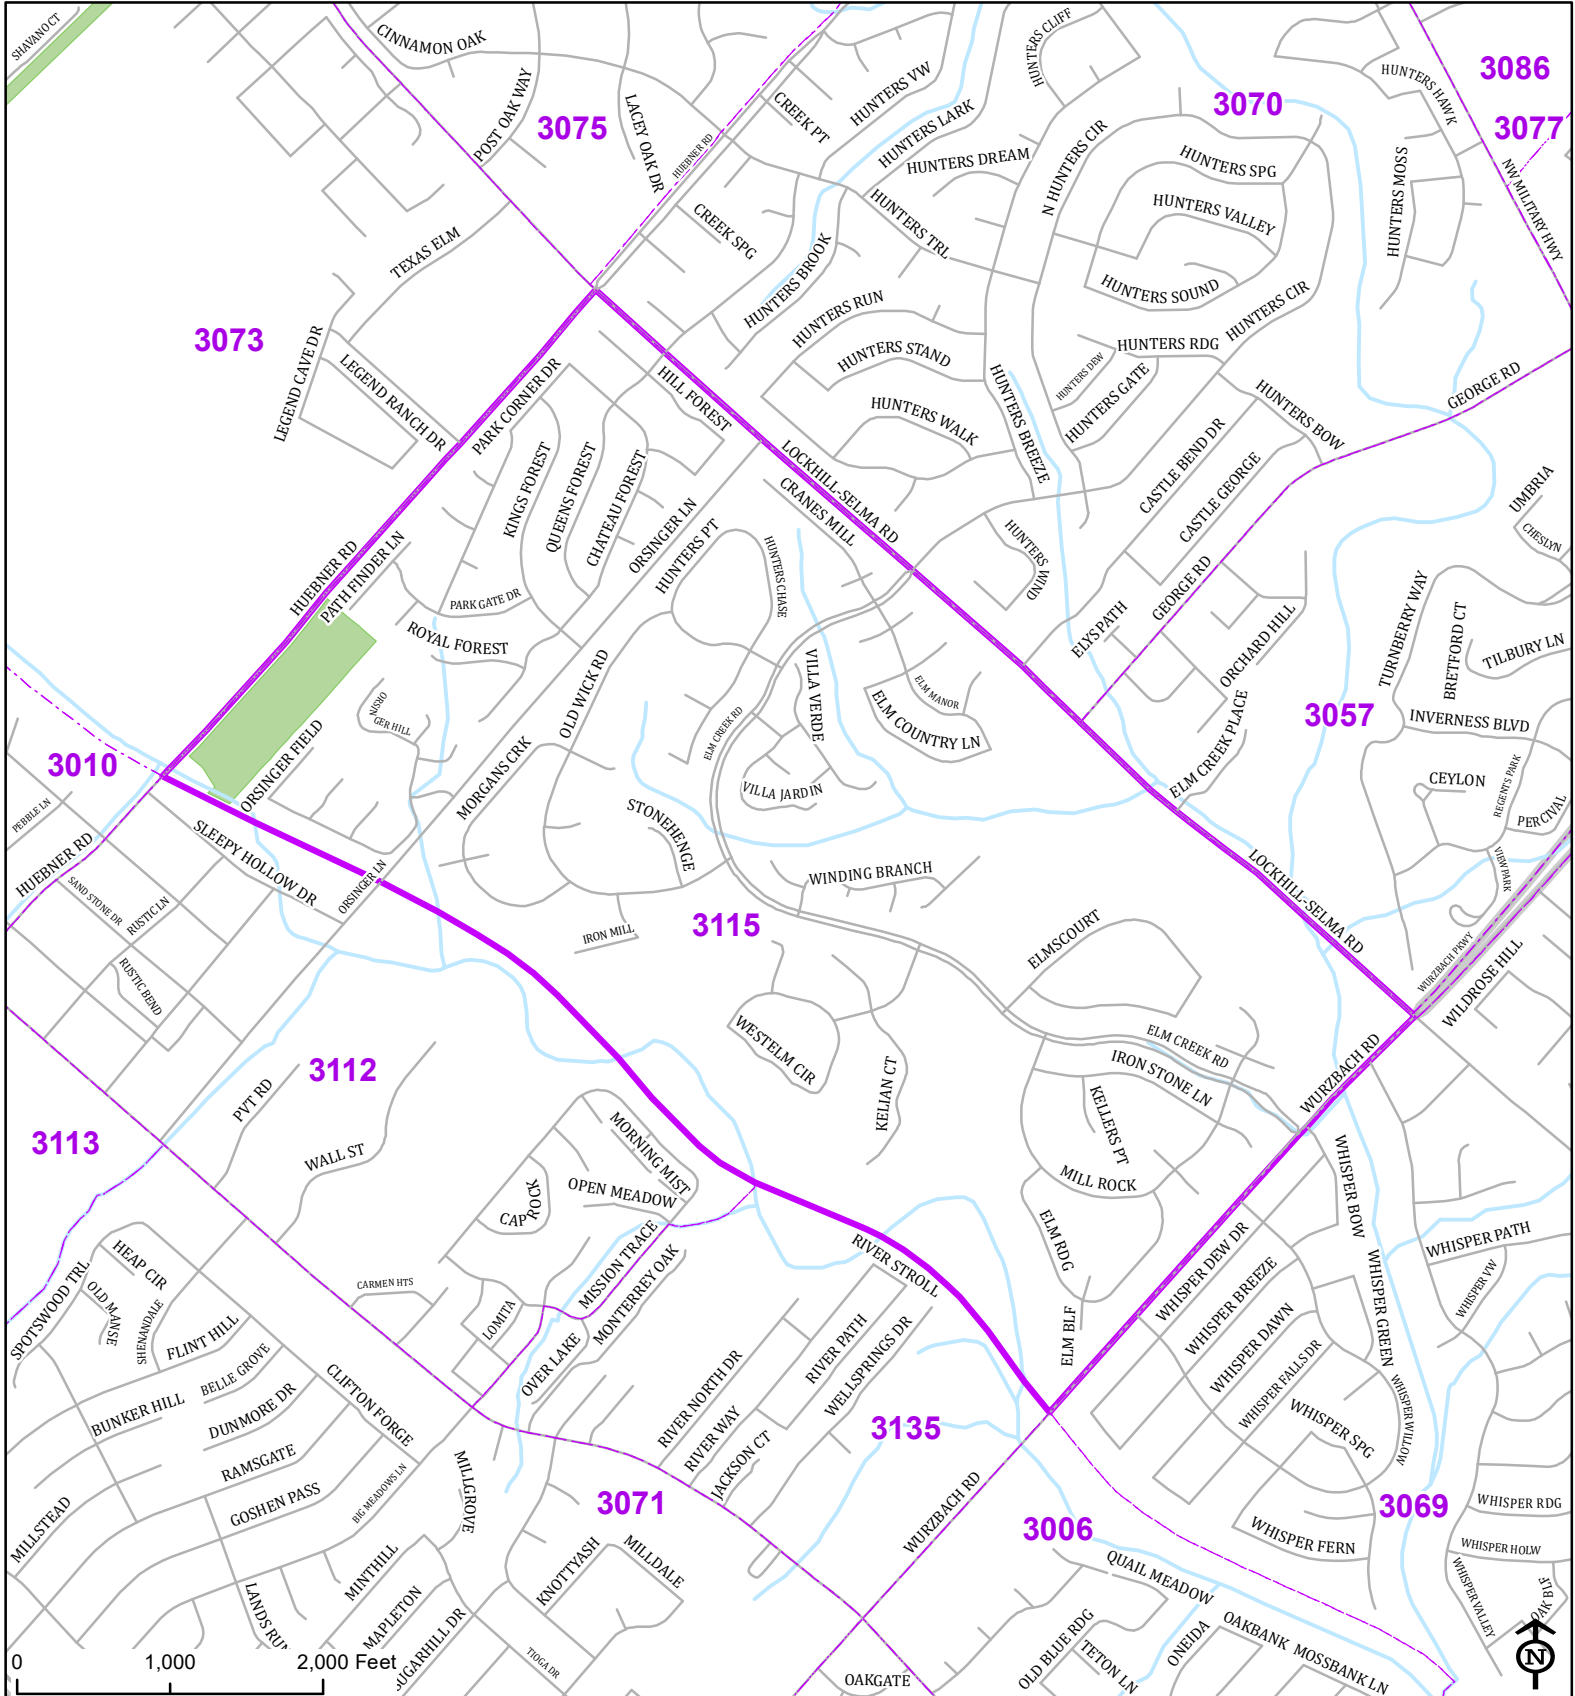 SHAVANO CT
CINNAMON OAK
POST OAK WAY
3075
LACEY OAK DR
HUEBNER RD
CREEK PT
HUNTERS VW
HUNTERS LARK
HUNTERS CLIFF
HUNTERS DREAM
N HUNTERS CIR
3070
HUNTERS SPG
HUNTERS VALLEY
HUNTERS HAWK
3086
3077
NW MILITARY HWY
HUNTERS MOSS
TEXAS ELM
CREEK SPG
HUNTERS TRL
HUNTERS BROOK
HUNTERS SOUND
HUNTERS CIR
3073
LEGEND CAVE DR
LEGEND RANCH DR
PARK CORNER DR
HILL FOREST
HUNTERS RUN
HUNTERS STAND
HUNTERS WALK
HUNTERS BREEZE
HUNTERS DEW
HUNTERS RDG
HUNTERS GATE
HUNTERS BOW
GEORGE RD
KINGS FOREST
QUEENS FOREST
CHATEAU FOREST
ORSINGER LN
LOCKHILL-SELMA RD
CRANES MILL
CASTLE BEND DR
CASTLE GEORGE
UMBRIA
CHESLYN
HUEBNER RD
PATH FINDER LN
HUNTERS PT
HUNTERS CHASE
HUNTERS WIND
GEORGE RD
PARK GATE DR
ROYAL FOREST
ELYS PATH
ORCHARD HILL
TURNBERRY WAY
BRETFORD CT
TILBURY LN
NISHO
GER HILL
OLD WICK RD
ELM CREEK RD
VILLA VERDE
ELM MANOR
ELM COUNTRY LN
ELM CREEK PLACE
3057
INVERNESS BLVD
3010
ORSINGER FIELD
MORGANS CRK
VILLA JARDIN
CEYLON
REGENT'S PARK
PERCIVAL
PEBBLE LN
HUEBNER RD
SLEEPY HOLLOW DR
STONEHENGE
WINDING BRANCH
LOCKHILL-SELMA RD
VIEW PARK
SAND STONE DR
RUSTIC LN
ORSINGER LN
IRON MILL
3115
ELMSCOURT
WURZBACH PKWY
WILDROSE HILL
RUSTIC BEND
WESTELM CIR
ELM CREEK RD
IRON STONE LN
WURZBACH RD
3112
PVT RD
KELIAN CT
KELLERS PT
3113
WALL ST
MORNING MIST
OPEN MEADOW
CAP ROCK
MILL ROCK
WHISPER BOW
HEAP CIR
SPOTSWOOD TRL
OLD MANSE
SHENANDALE
CARMEN HTS
MISSION TRACE
MONTERREY OAK
RIVER STROLL
ELM RDG
WHISPER DEW DR
WHISPER BREEZE
WHISPER GREEN
WHISPER PATH
WHISPER VW
FLINT HILL
LOMITA
OVER LAKE
RIVER PATH
WELLSPRINGS DR
ELM BLF
WHISPER DAWN
WHISPER FALLS DR
BELLE GROVE
BUNKER HILL
DUNMORE DR
CLIFTON FORGE
RIVER NORTH DR
RIVER WAY
JACKSON CT
3135
WHISPER SPG
WHISPER WILLOW
RAMSGATE
GOSHEN PASS
BIG MEADOWS LN
MILLGROVE
3071
WURZBACH RD
3006
3069
WHISPER RDG
MILLSTEAD
KNOTTYASH
MILLDALE
WHISPER FERN
WHISPER HOLW
LANDS RUN
MINTHILL
MAPLETON
QUAIL MEADOW
WHISPER VALLEY
OAK BLF
SUGARHILL DR
TIOGA DR
OAKGATE
OLD BLUE RDG
TETON LN
ONEIDA
OAKBANK
MOSSBANK LN
0 1,000 2,000 Feet
N